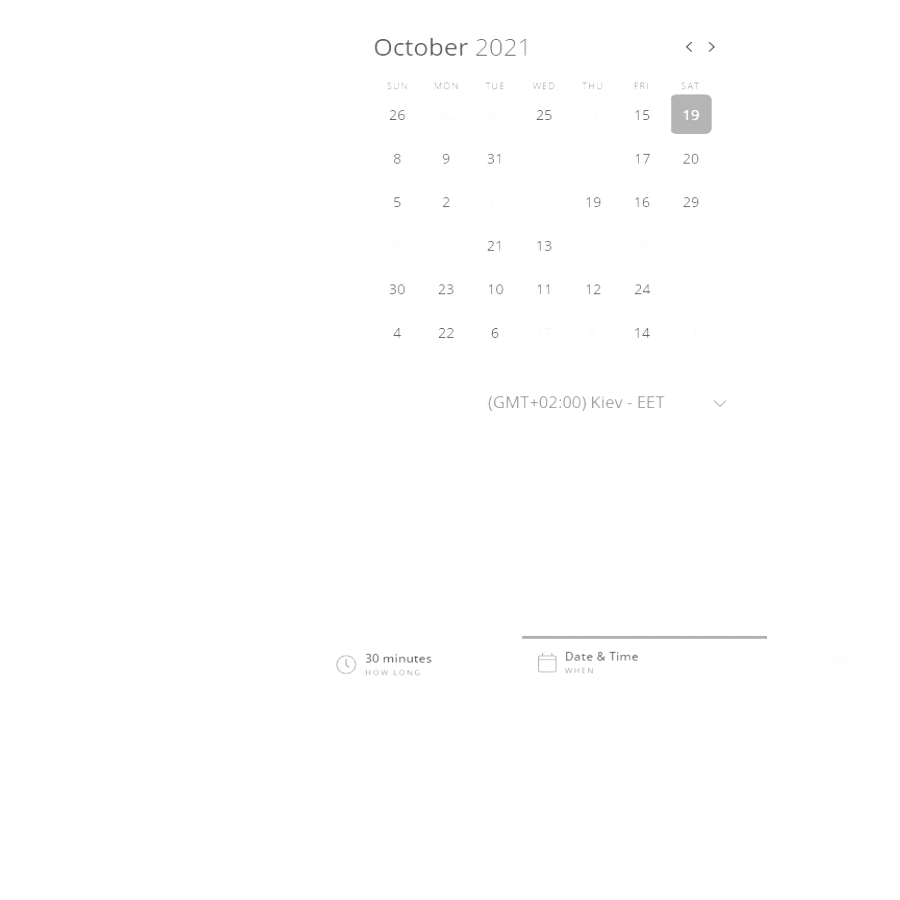 October 2021
SUN MON TUE WED THU FRI SAT
26 25 15 19
8 9 31 17 20
5 2 19 16 29
21 13
30 23 10 11 12 24
4 22 6 14
(GMT+02:00) Kiev - EET
30 minutes
HOW LONG
Date & Time
WHEN